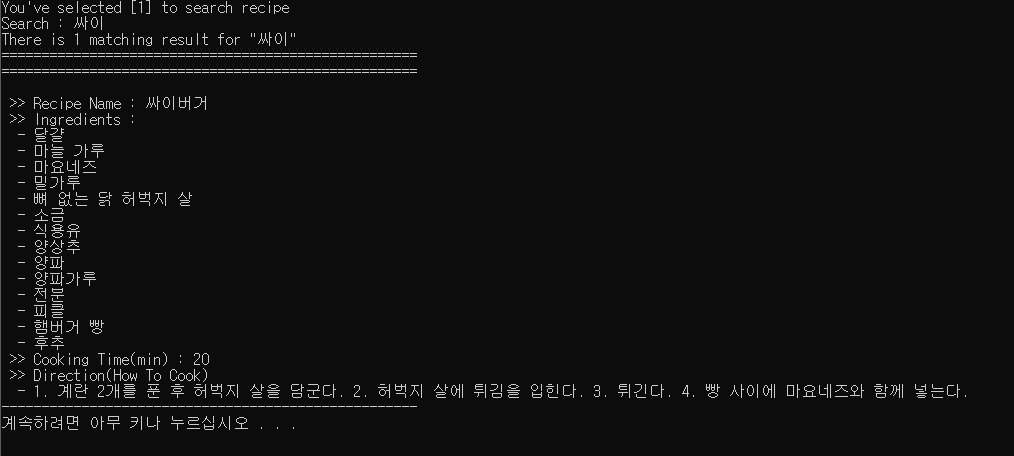 You've selected [1] to search recipe
Search : 싸이
There is 1 matching result for "싸이"
====================================================
====================================================
>> Recipe Name : 싸이버거
>> Ingredients :
- 달걀
- 마늘 가루
- 마요네즈
- 밀가루
- 뼈 없는 닭 허벅지 살
- 소금
- 식용유
- 양상추
- 양파
- 양파가루
- 전분
- 피클
- 햄버거 빵
- 후추
>> Cooking Time(min) : 20
>> Direction(How To Cook)
- 1. 계란 2개를 푼 후 허벅지 살을 담군다. 2. 허벅지 살에 튀김을 입힌다. 3. 튀긴다. 4. 빵 사이에 마요네즈와 함께 넣는다.
----------------------------------------------------
계속하려면 아무 키나 누르십시오 . . .